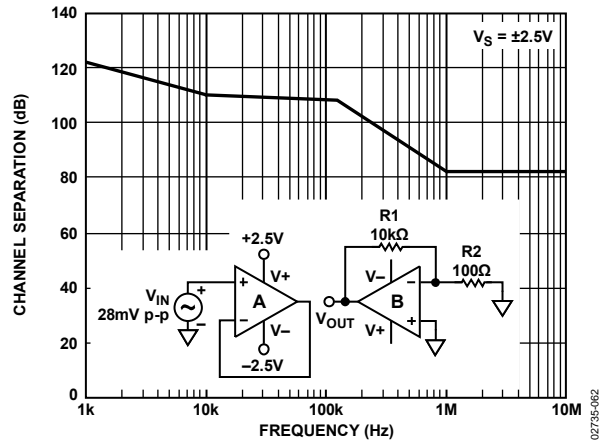 140
120
100
80
60
40
20
0
CHANNEL SEPARATION (dB)
V_S = ±2.5V
R1
10kΩ
R2
100Ω
+2.5V
V+
V–
–2.5V
A
+
–
V_IN
28mV p-p
+
–
V–
V+
B
–
+
V_OUT
1k
10k
100k
1M
10M
FREQUENCY (Hz)
02735-062